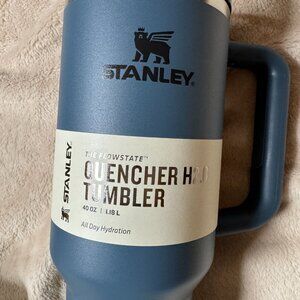 STANLEY
STANLEY
THE FLOWSTATE™
QUENCHER H2.0
TUMBLER
40 OZ | 1.18 L
All Day Hydration